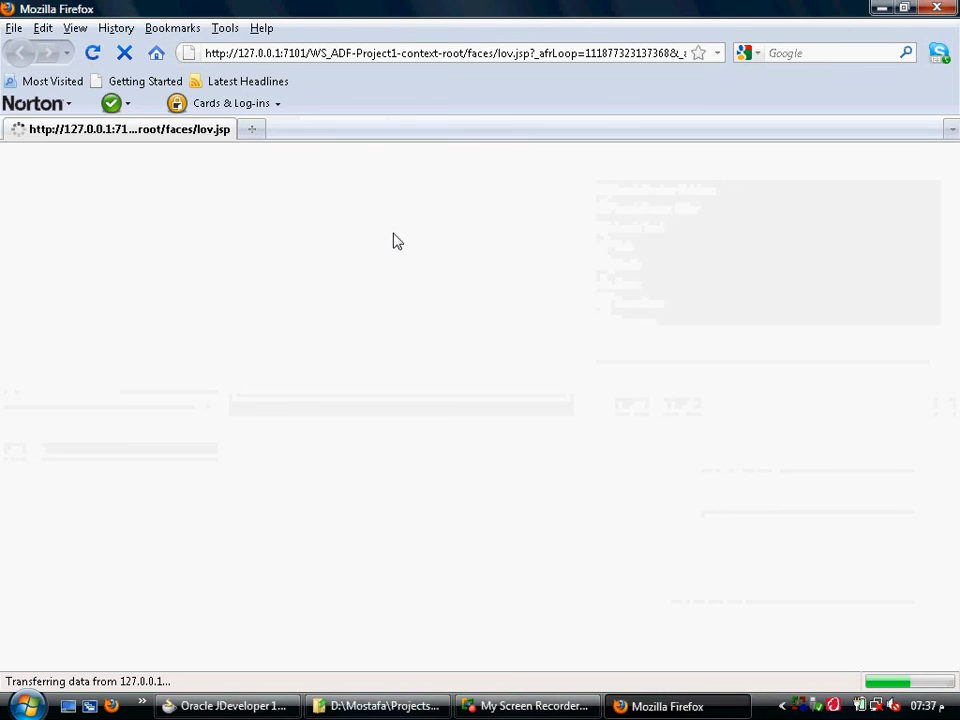 Mozilla Firefox
File Edit View History Bookmarks Tools Help
http://127.0.0.1:7101/WS_ADF-Project1-context-root/faces/lov.jsp?_afrLoop=111877323137368&_a
Google
Most Visited Getting Started Latest Headlines
Norton Cards & Log-ins
http://127.0.0.1:71...root/faces/lov.jsp
Transferring data from 127.0.0.1...
Oracle JDeveloper 1... D:\Mostafa\Projects... My Screen Recorder... Mozilla Firefox 07:37 م